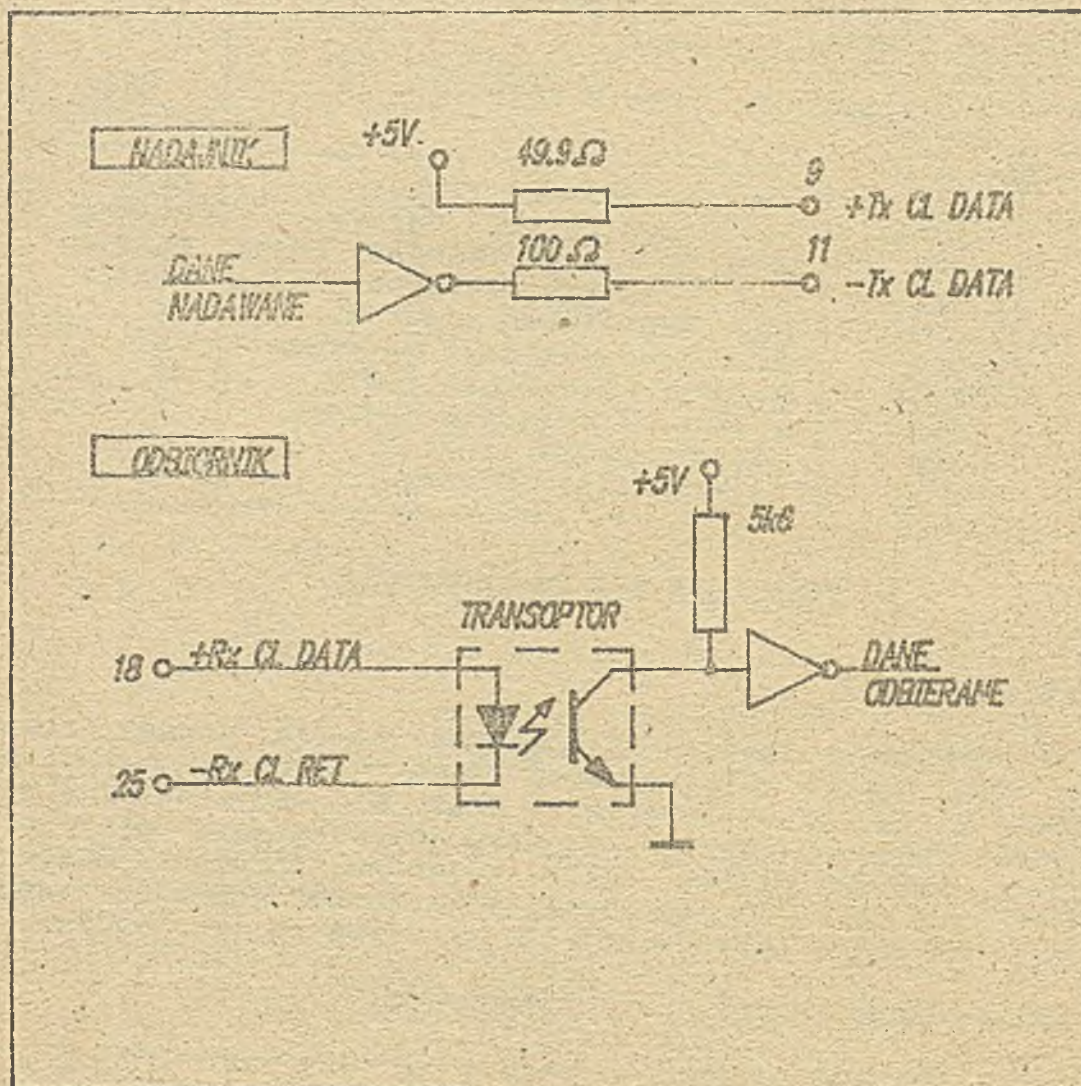 NADAJNIK
+5V
49.9Ω
9
+Tx CL DATA
100 Ω
11
DANE
NADAWANE
-Tx CL DATA
ODBIORNIK
+5V
5k6
TRANSOPTOR
18
+Rx CL DATA
DANE
ODBIERANE
25
-Rx CL RET